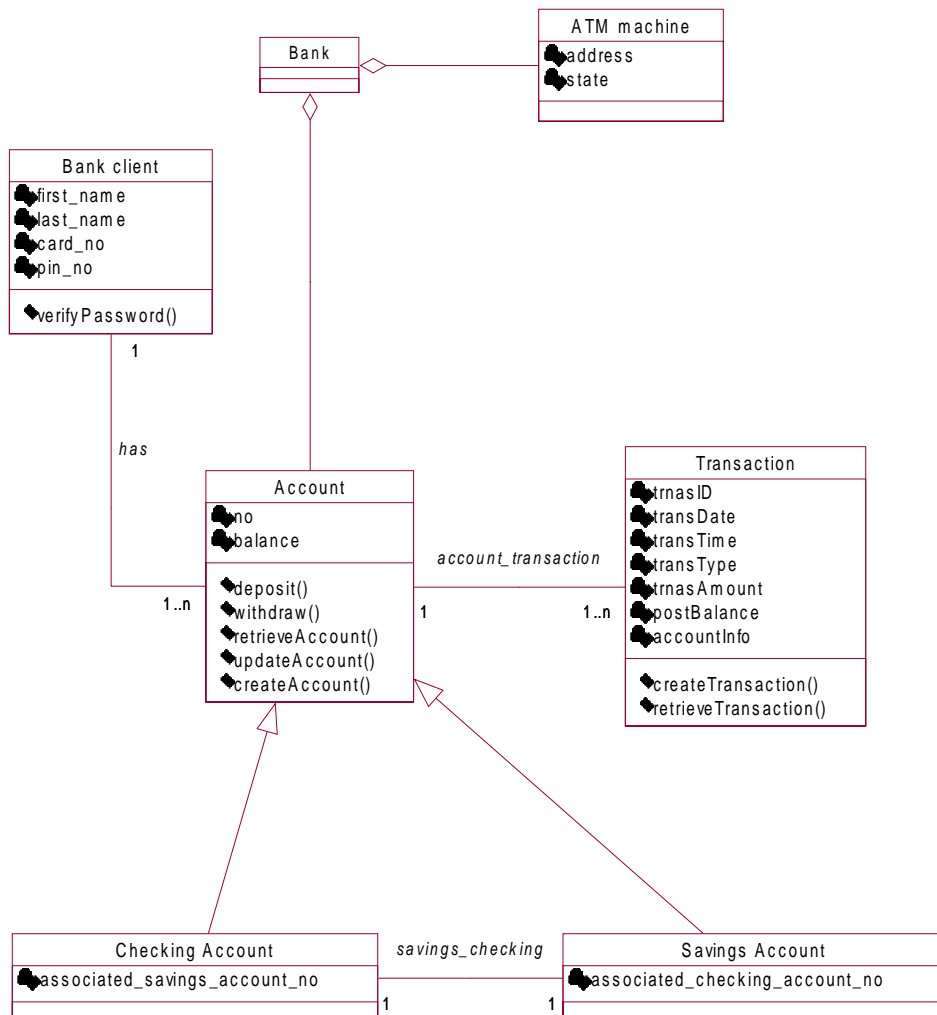 Bank
ATM machine
address
state
Bank client
first_name
last_name
card_no
pin_no
verifyPassword()
1
has
1..n
Account
no
balance
deposit()
withdraw()
retrieveAccount()
updateAccount()
createAccount()
account_transaction
1
1..n
Transaction
trnasID
transDate
transTime
transType
trnasAmount
postBalance
accountInfo
createTransaction()
retrieveTransaction()
Checking Account
associated_savings_account_no
savings_checking
1
1
Savings Account
associated_checking_account_no